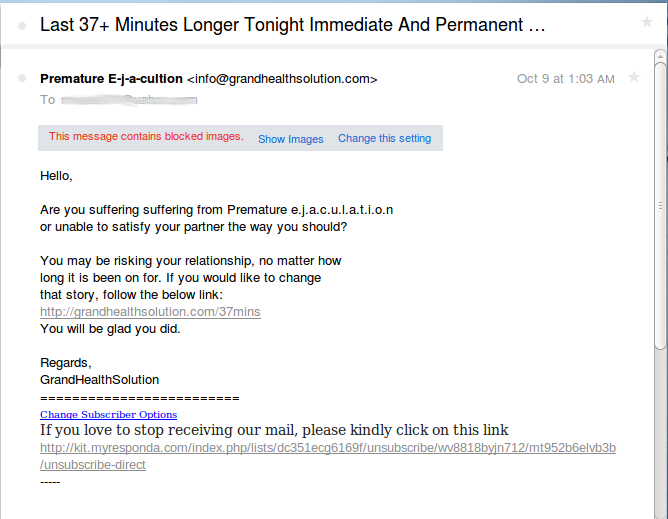 Last 37+ Minutes Longer Tonight Immediate And Permanent …
Premature E-j-a-cultion <info@grandhealthsolution.com>
Oct 9 at 1:03 AM
To
This message contains blocked images. Show Images Change this setting
Hello,
Are you suffering suffering from Premature e.j.a.c.u.l.a.t.i.o.n
or unable to satisfy your partner the way you should?
You may be risking your relationship, no matter how
long it is been on for. If you would like to change
that story, follow the below link:
http://grandhealthsolution.com/37mins
You will be glad you did.
Regards,
GrandHealthSolution
=========================
Change Subscriber Options
If you love to stop receiving our mail, please kindly click on this link
http://kit.myresponda.com/index.php/lists/dc351ecg6169f/unsubscribe/wv8818byjn712/mt952b6elvb3b
/unsubscribe-direct
-----